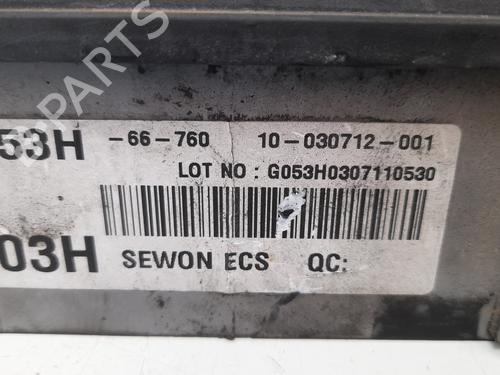 53H -66-760 10-030712-001
LOT NO : G053H0307110530
03H SEWON ECS QC:
B-PARTS